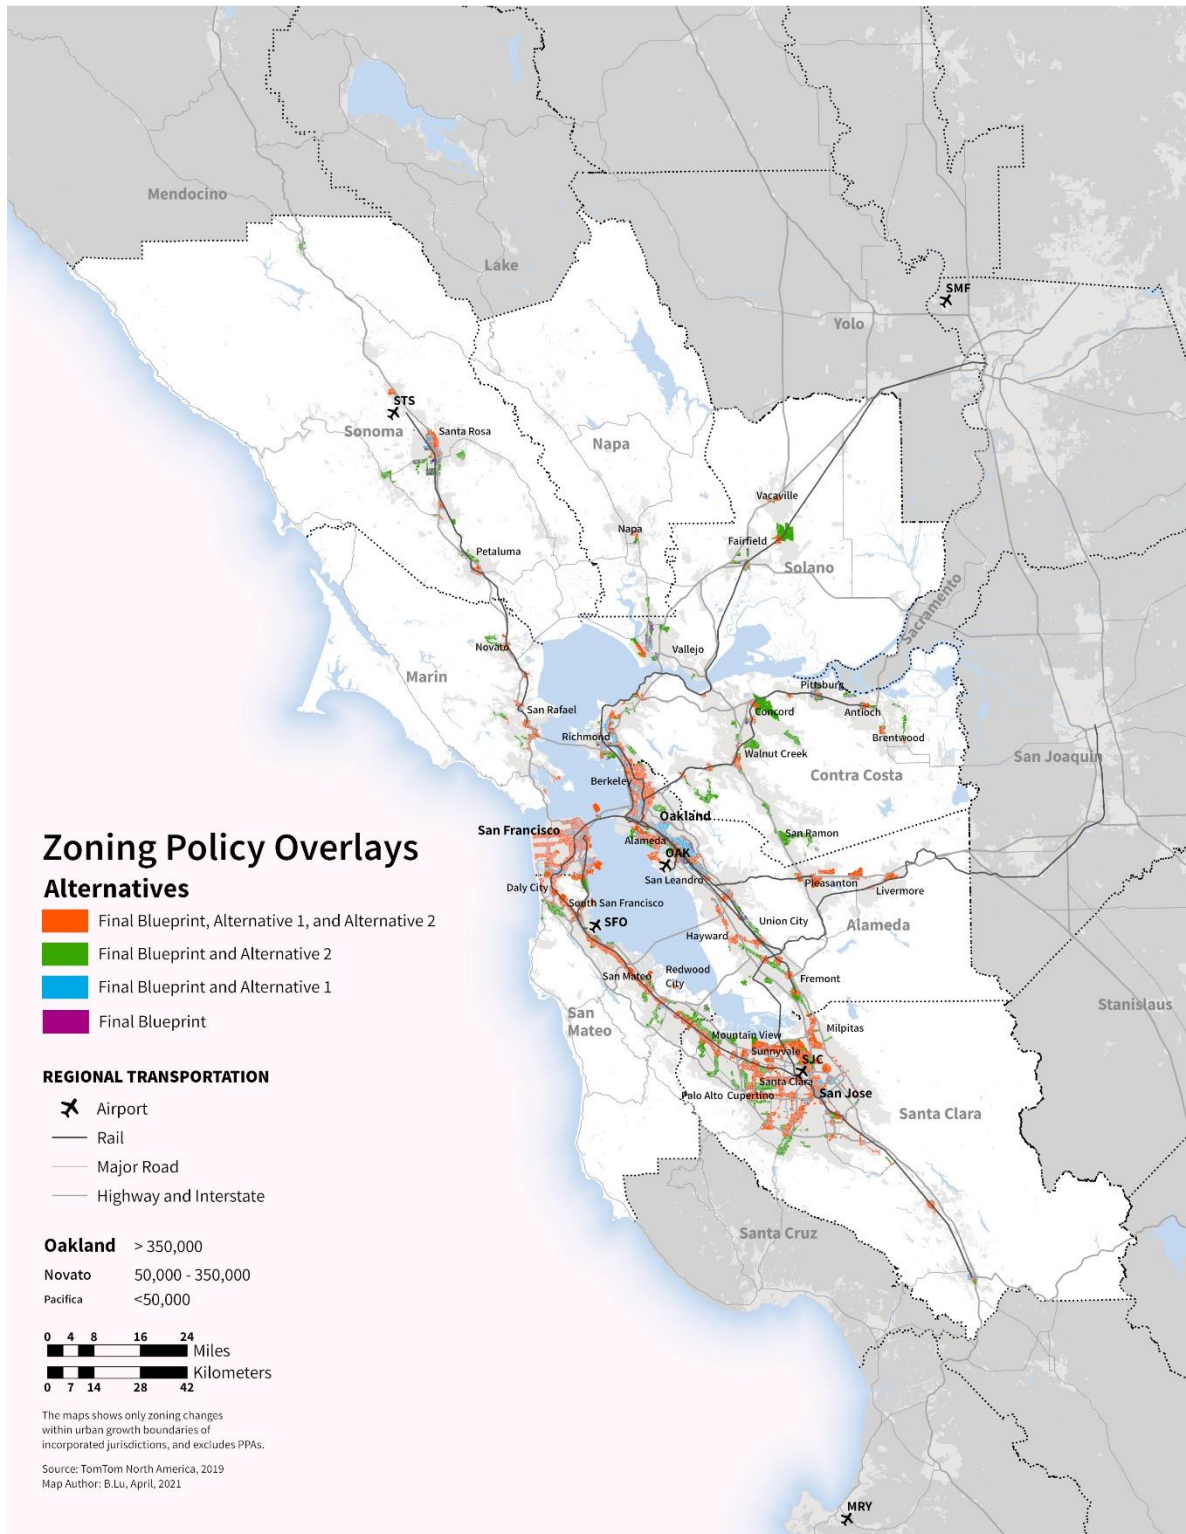 Mendocino
Lake
SMF
Yolo
STS
Sonoma
Santa Rosa
Napa
Vacaville
Napa
Fairfield
Solano
Petaluma
Sacramento
Novato
Vallejo
Marin
Pittsburg
San Rafael
Concord
Antioch
Richmond
Brentwood
Walnut Creek
San Joaquin
Berkeley
Contra Costa
Oakland
San Francisco
San Ramon
Alameda
OAK
San Leandro
Pleasanton
Daly City
Livermore
South San Francisco
SFO
Union City
Alameda
Hayward
San Mateo
Redwood
City
Fremont
Stanislaus
San
Mateo
Milpitas
Mountain View
Sunnyvale
SJC
Santa Clara
Palo Alto
Cupertino
San Jose
Santa Clara
Santa Cruz
MRY
Zoning Policy Overlays
Alternatives
Final Blueprint, Alternative 1, and Alternative 2
Final Blueprint and Alternative 2
Final Blueprint and Alternative 1
Final Blueprint
REGIONAL TRANSPORTATION
Airport
Rail
Major Road
Highway and Interstate
Oakland > 350,000
Novato 50,000 - 350,000
Pacifica <50,000
0 4 8 16 24
Miles
Kilometers
0 7 14 28 42
The maps shows only zoning changes
within urban growth boundaries of
incorporated jurisdictions, and excludes PPAs.
Source: TomTom North America, 2019
Map Author: B.Lu, April, 2021